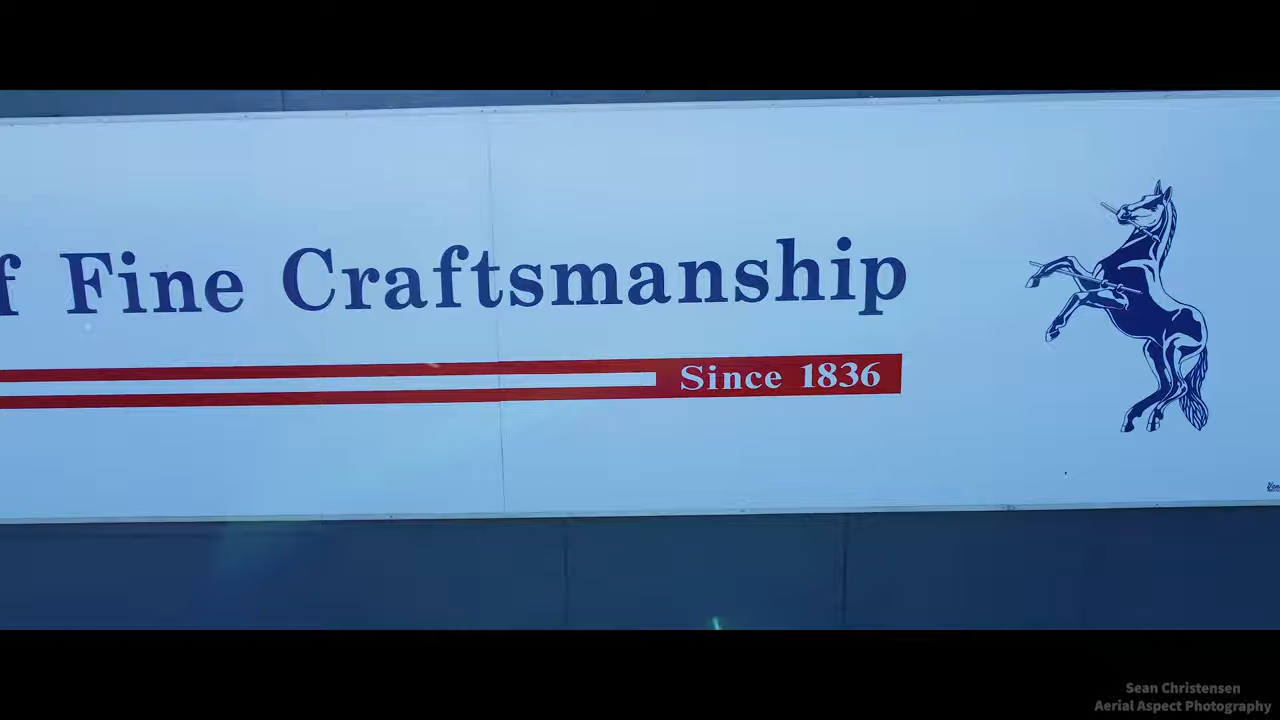 f Fine Craftsmanship
Since 1836
Sean Christensen
Aerial Aspect Photography